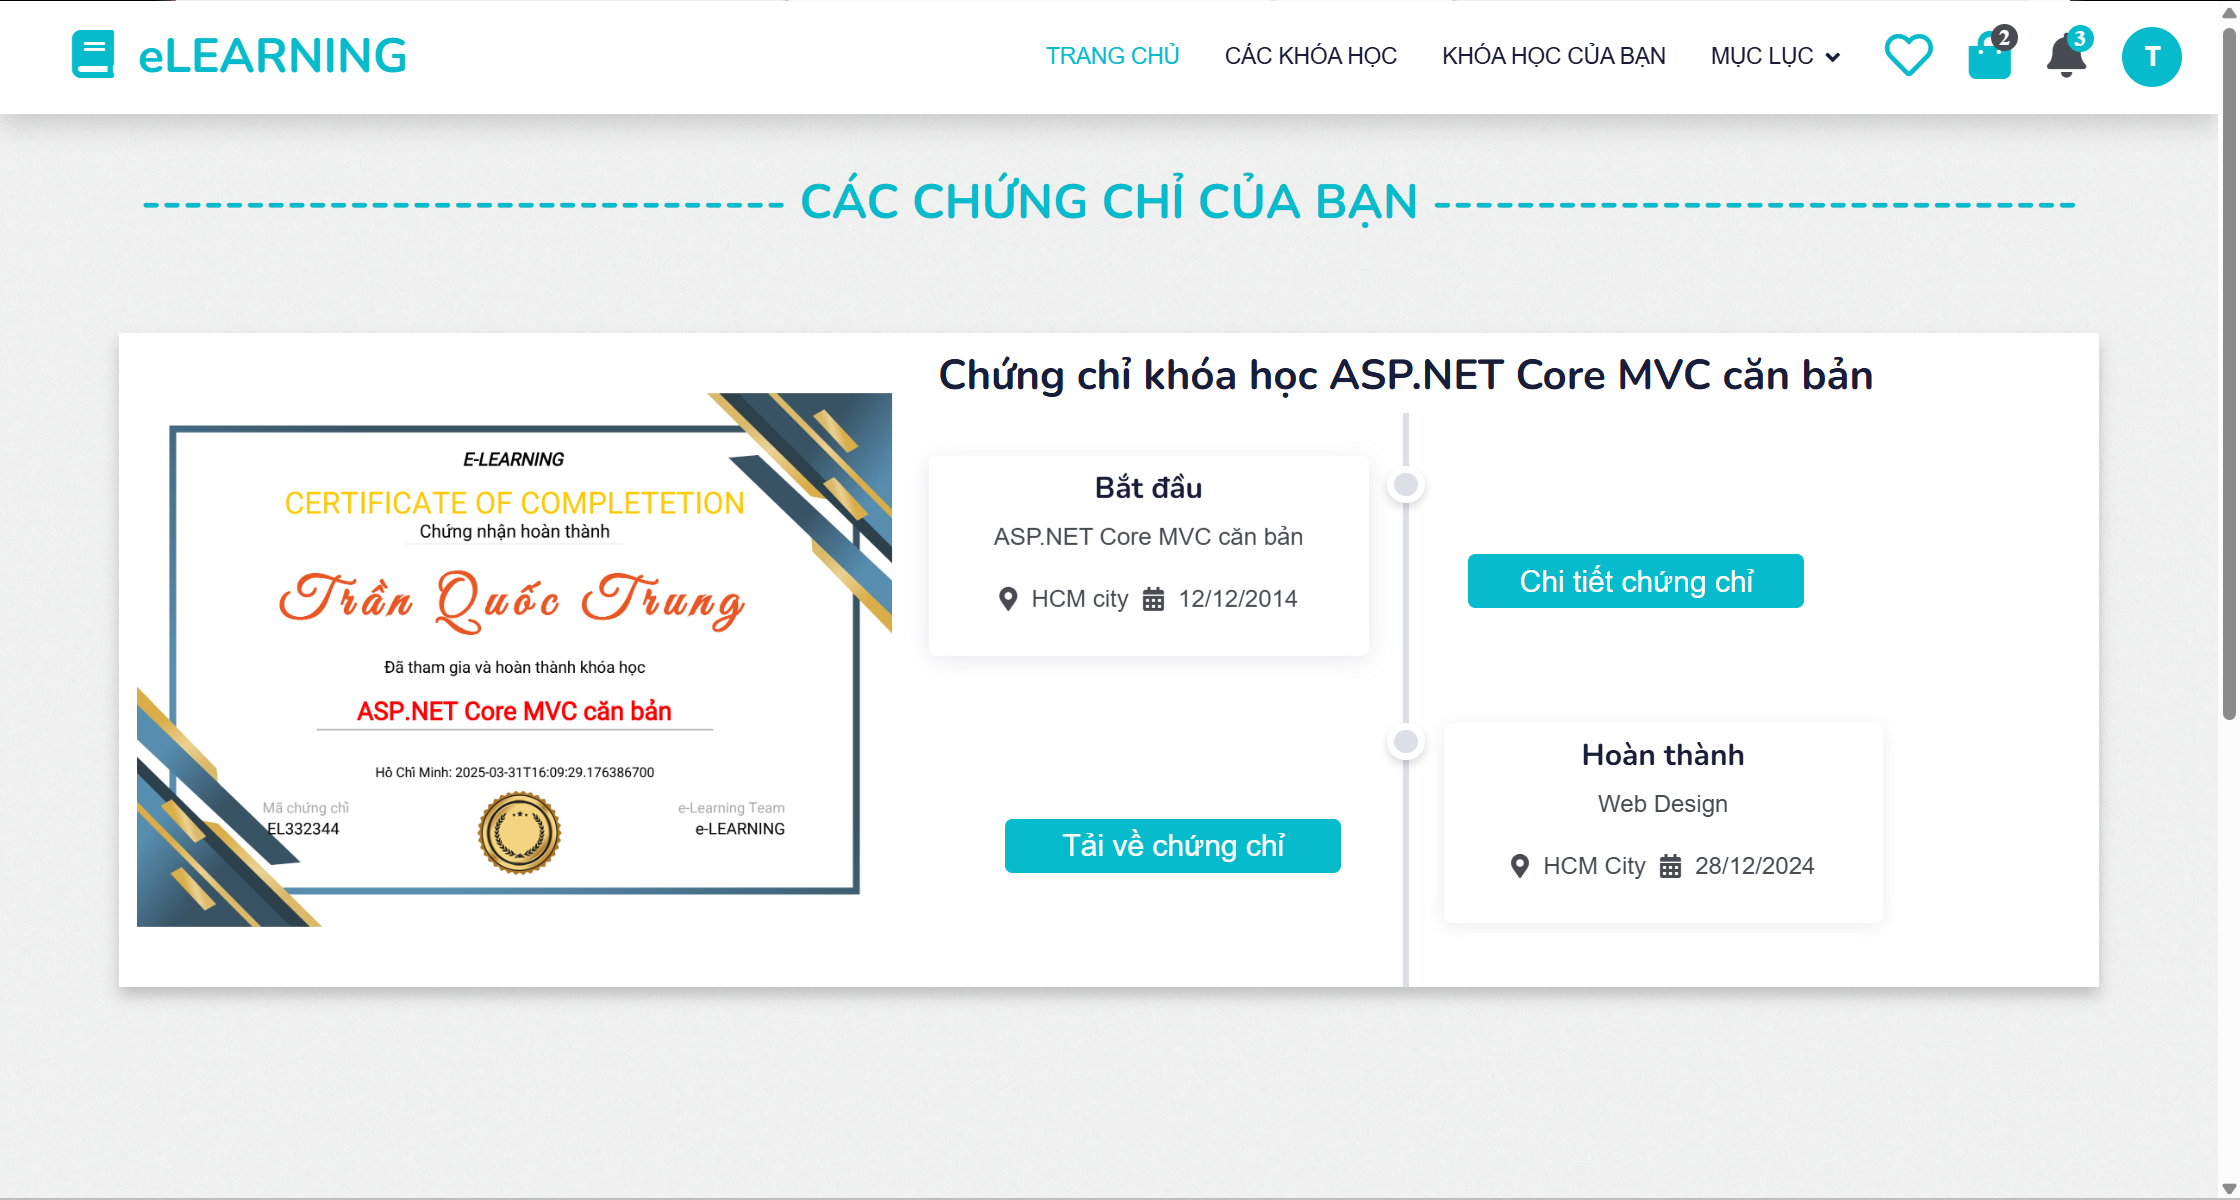 eLEARNING
TRANG CHỦ CÁC KHÓA HỌC KHÓA HỌC CỦA BẠN MỤC LỤC 2 3 T
CÁC CHỨNG CHỈ CỦA BẠN
E-LEARNING
CERTIFICATE OF COMPLETETION
Chứng nhận hoàn thành
Trần Quốc Trung
Đã tham gia và hoàn thành khóa học
ASP.NET Core MVC căn bản
Hồ Chí Minh: 2025-03-31T16:09:29.176386700
Mã chứng chỉ
EL332344
e-Learning Team
e-LEARNING
Chứng chỉ khóa học ASP.NET Core MVC căn bản
Bắt đầu
ASP.NET Core MVC căn bản
HCM city 12/12/2014
Chi tiết chứng chỉ
Hoàn thành
Web Design
HCM City 28/12/2024
Tải về chứng chỉ